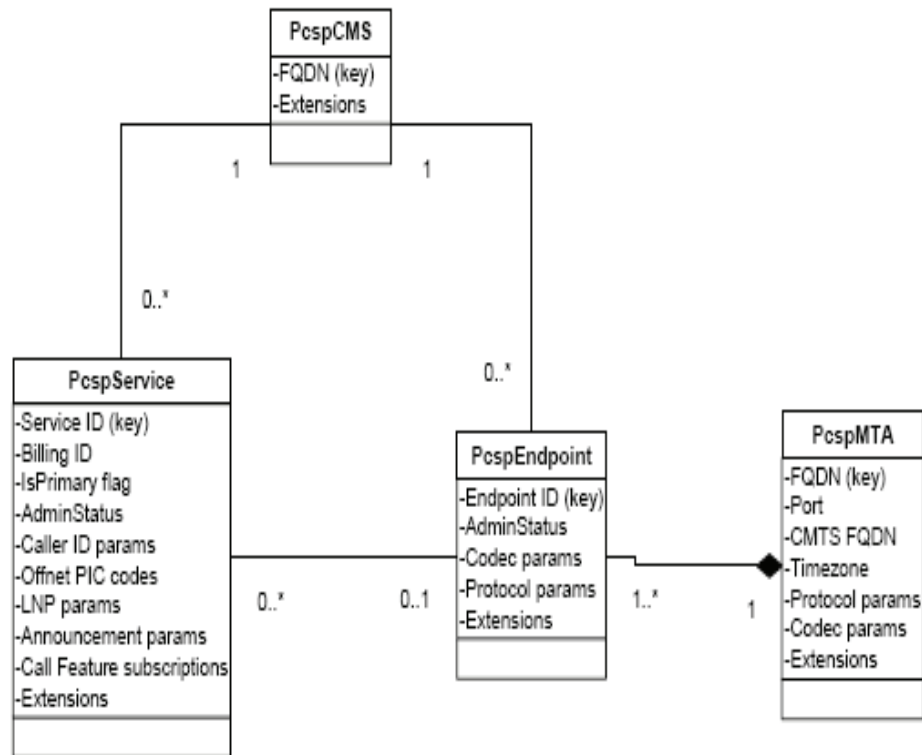 PcspCMS
-FQDN (key)
-Extensions
1
1
0..*
0..*
PcspService
-Service ID (key)
-Billing ID
-IsPrimary flag
-AdminStatus
-Caller ID params
-Offnet PIC codes
-LNP params
-Announcement params
-Call Feature subscriptions
-Extensions
0..*
0..1
PcspEndpoint
-Endpoint ID (key)
-AdminStatus
-Codec params
-Protocol params
-Extensions
1..*
1
PcspMTA
-FQDN (key)
-Port
-CMTS FQDN
-Timezone
-Protocol params
-Codec params
-Extensions